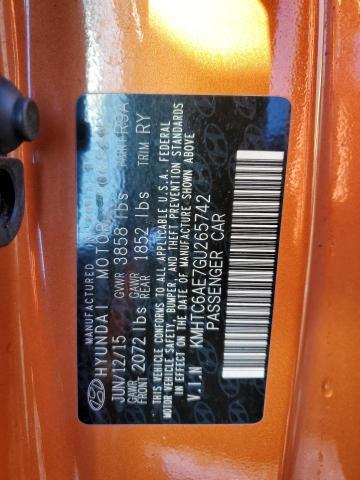 MANUFACTURED
HYUNDAI MOTOR
JUN/12/15 GVWR 3858 lbs PAINT R9A
GAWR FRONT 2072 lbs GAWR REAR 1852 lbs TRIM RY
THIS VEHICLE CONFORMS TO ALL APPLICABLE U.S.A. FEDERAL
MOTOR VEHICLE SAFETY, BUMPER, AND THEFT PREVENTION STANDARDS
IN EFFECT ON THE DATE OF MANUFACTURE SHOWN ABOVE
V.I.N KMHTC6AE7GU265742
PASSENGER CAR